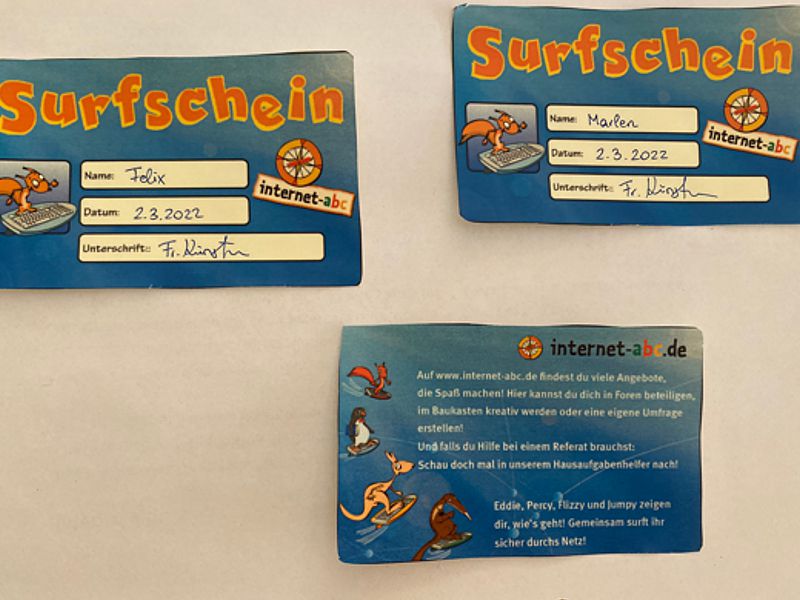 Surfschein
Name: Felix
Datum: 2.3.2022
Unterschrift:
internet-abc
Surfschein
Name: Marlen
Datum: 2.3.2022
Unterschrift:
internet-abc
internet-abc.de
Auf www.internet-abc.de findest du viele Angebote,
die Spaß machen! Hier kannst du dich in Foren beteiligen,
im Baukasten kreativ werden oder eine eigene Umfrage
erstellen!
Und falls du Hilfe bei einem Referat brauchst:
Schau doch mal in unserem Hausaufgabenhelfer nach!
Eddie, Percy, Flizzy und Jumpy zeigen
dir, wie's geht! Gemeinsam surft ihr
sicher durchs Netz!